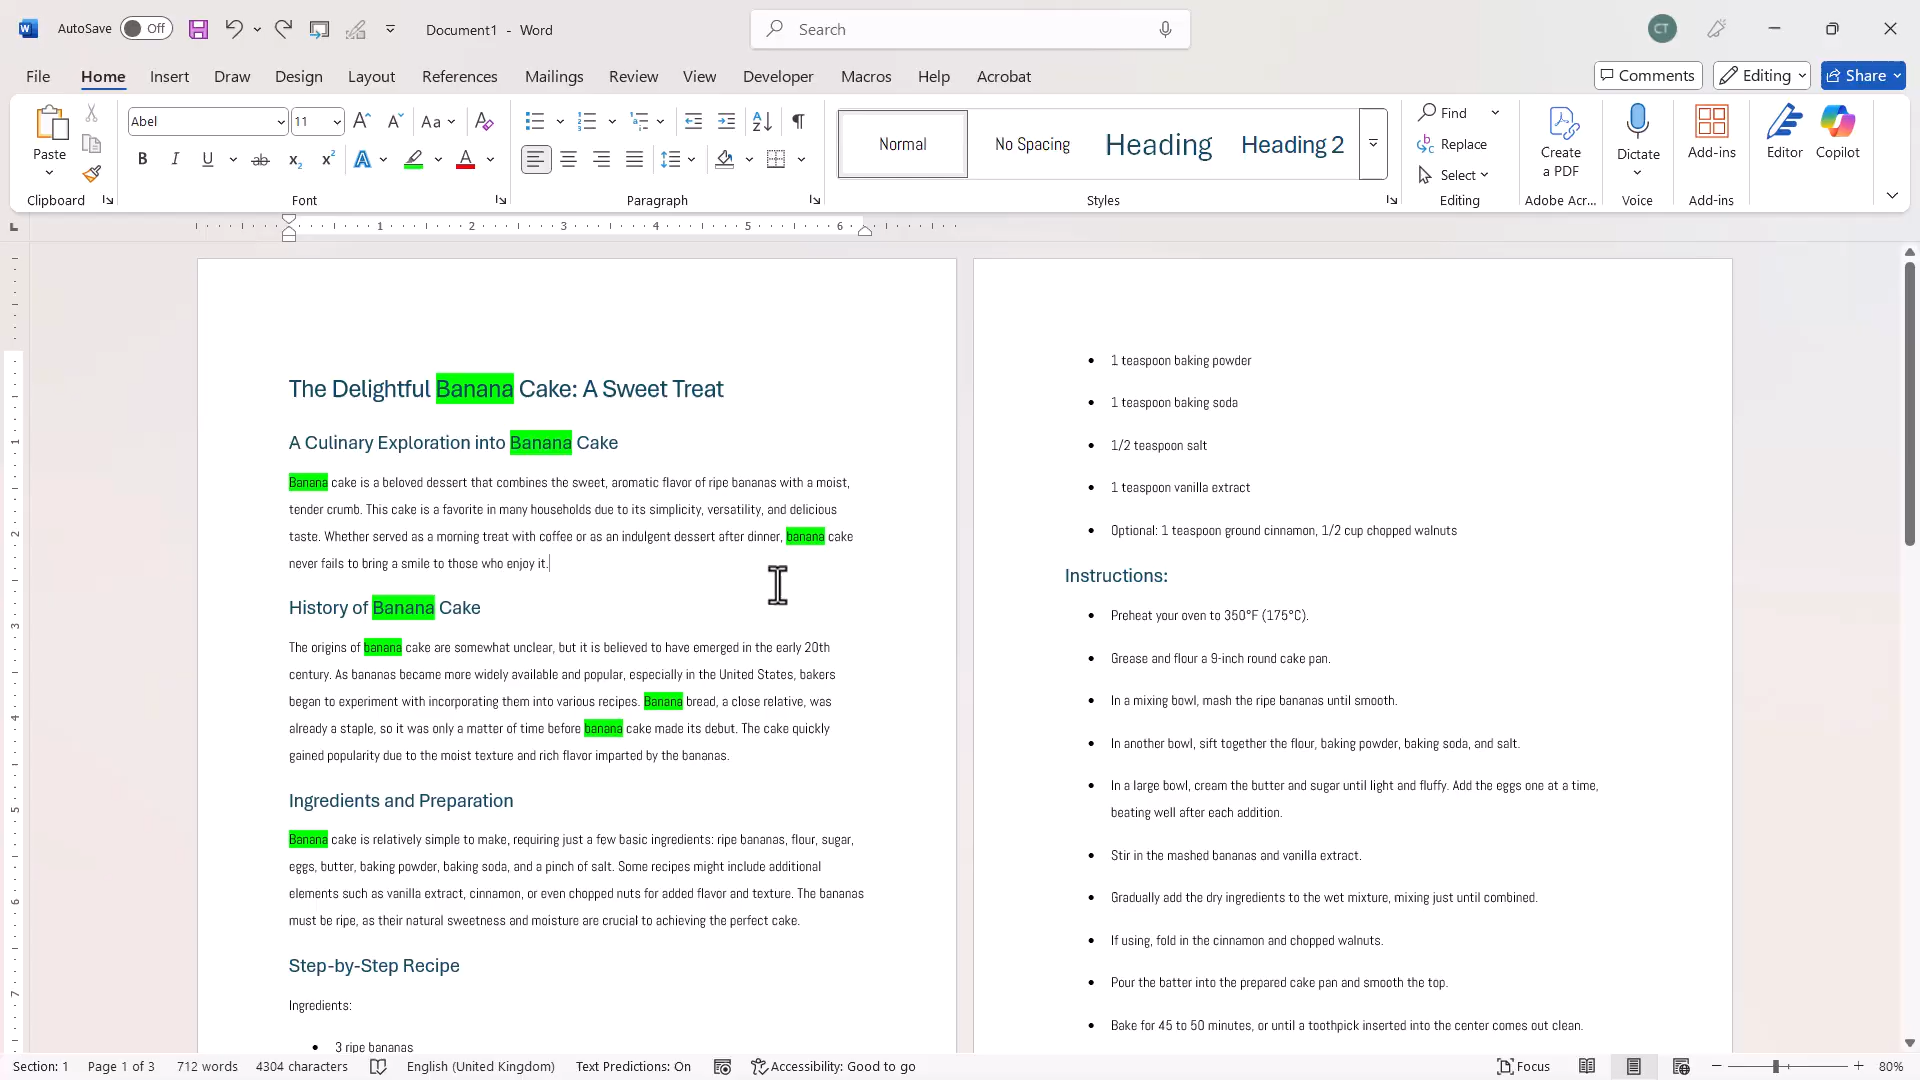 AutoSave Off Document1 - Word Search CT
File Home Insert Draw Design Layout References Mailings Review View Developer Macros Help Acrobat Comments Editing Share
Paste Abel 11 Aa Normal No Spacing Heading Heading 2 Find Replace Select Create a PDF Dictate Add-ins Editor Copilot
Clipboard Font Paragraph Styles Editing Adobe Acr... Voice Add-ins
1 2 3 4 5 6
The Delightful Banana Cake: A Sweet Treat
A Culinary Exploration into Banana Cake
Banana cake is a beloved dessert that combines the sweet, aromatic flavor of ripe bananas with a moist,
tender crumb. This cake is a favorite in many households due to its simplicity, versatility, and delicious
taste. Whether served as a morning treat with coffee or as an indulgent dessert after dinner, banana cake
never fails to bring a smile to those who enjoy it.
History of Banana Cake
The origins of banana cake are somewhat unclear, but it is believed to have emerged in the early 20th
century. As bananas became more widely available and popular, especially in the United States, bakers
began to experiment with incorporating them into various recipes. Banana bread, a close relative, was
already a staple, so it was only a matter of time before banana cake made its debut. The cake quickly
gained popularity due to the moist texture and rich flavor imparted by the bananas.
Ingredients and Preparation
Banana cake is relatively simple to make, requiring just a few basic ingredients: ripe bananas, flour, sugar,
eggs, butter, baking powder, baking soda, and a pinch of salt. Some recipes might include additional
elements such as vanilla extract, cinnamon, or even chopped nuts for added flavor and texture. The bananas
must be ripe, as their natural sweetness and moisture are crucial to achieving the perfect cake.
Step-by-Step Recipe
Ingredients:
• 3 ripe bananas
• 1 teaspoon baking powder
• 1 teaspoon baking soda
• 1/2 teaspoon salt
• 1 teaspoon vanilla extract
• Optional: 1 teaspoon ground cinnamon, 1/2 cup chopped walnuts
Instructions:
• Preheat your oven to 350°F (175°C).
• Grease and flour a 9-inch round cake pan.
• In a mixing bowl, mash the ripe bananas until smooth.
• In another bowl, sift together the flour, baking powder, baking soda, and salt.
• In a large bowl, cream the butter and sugar until light and fluffy. Add the eggs one at a time,
beating well after each addition.
• Stir in the mashed bananas and vanilla extract.
• Gradually add the dry ingredients to the wet mixture, mixing just until combined.
• If using, fold in the cinnamon and chopped walnuts.
• Pour the batter into the prepared cake pan and smooth the top.
• Bake for 45 to 50 minutes, or until a toothpick inserted into the center comes out clean.
Section: 1 Page 1 of 3 712 words 4304 characters English (United Kingdom) Text Predictions: On Accessibility: Good to go Focus 80%